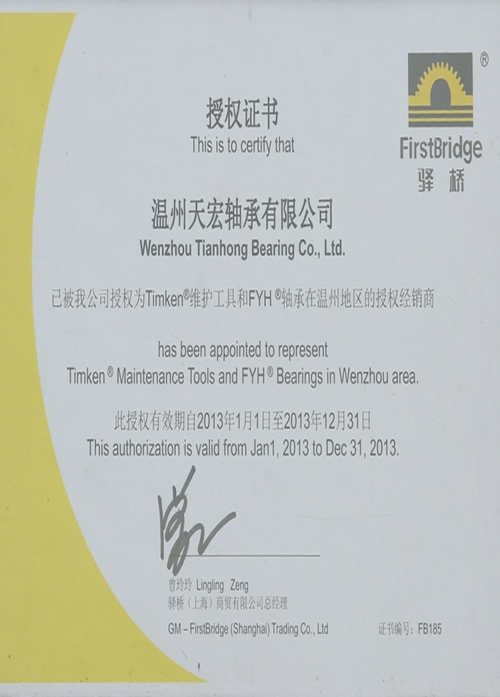 ®
FirstBridge
驿桥
授权证书
This is to certify that
温州天宏轴承有限公司
Wenzhou Tianhong Bearing Co., Ltd.
已被我公司授权为Timken®维护工具和FYH®轴承在温州地区的授权经销商
has been appointed to represent
Timken® Maintenance Tools and FYH® Bearings in Wenzhou area.
此授权有效期自2013年1月1日至2013年12月31日
This authorization is valid from Jan1, 2013 to Dec 31, 2013.
曾玲玲 Lingling Zeng
驿桥（上海）商贸有限公司总经理
GM – FirstBridge (Shanghai) Trading Co., Ltd
证书编号: FB185